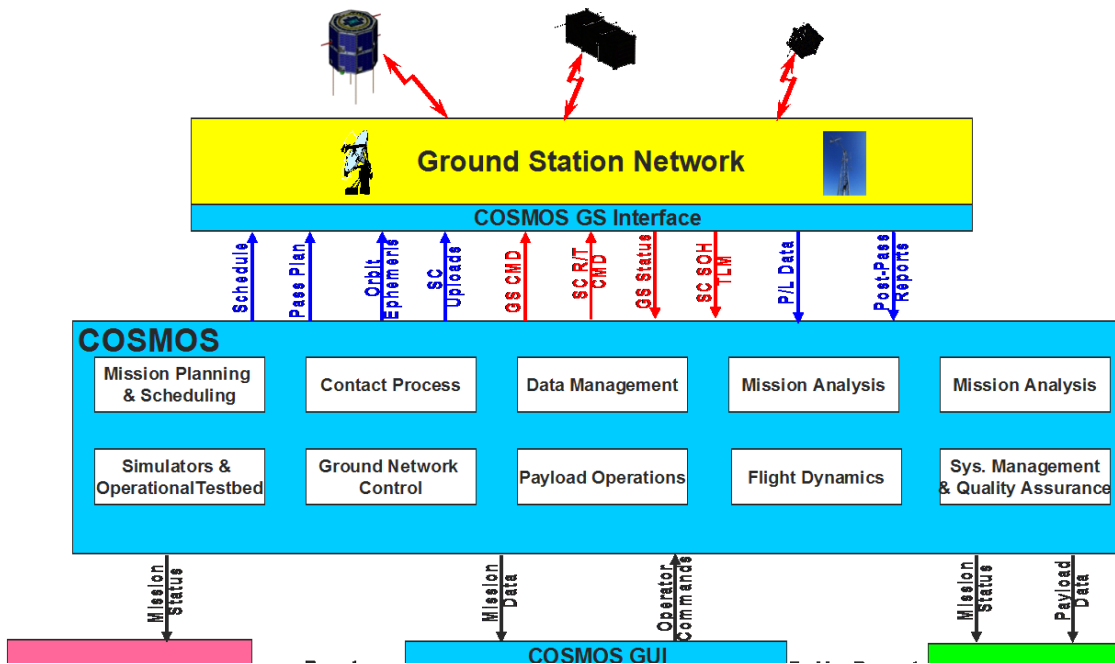 Ground Station Network
COSMOS GS Interface
Schedule
Pass Plan
Orbit
Ephemeris
SC
Uploads
GS CMD
SC R/T
CMD
GS Status
SC SOH
TLM
P/L Data
Post-Pass
Reports
COSMOS
Mission Planning
& Scheduling
Contact Process
Data Management
Mission Analysis
Mission Analysis
Simulators &
OperationalTestbed
Ground Network
Control
Payload Operations
Flight Dynamics
Sys. Management
& Quality Assurance
Mission
Status
Mission
Data
Operator
Commands
Mission
Status
Payload
Data
COSMOS GUI